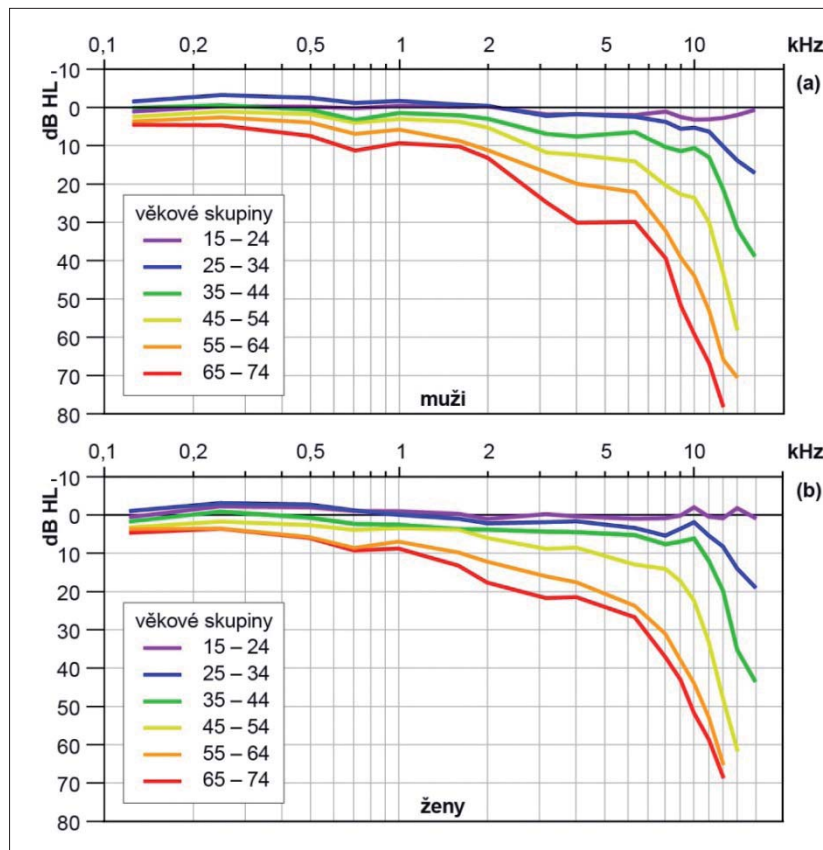 0,1 0,2 0,5 1 2 5 10 kHz
-10
0
10
20
30
40
50
60
70
80
dB HL
(a)
věkové skupiny
15 – 24
25 – 34
35 – 44
45 – 54
55 – 64
65 – 74
muži
0,1 0,2 0,5 1 2 5 10 kHz
-10
0
10
20
30
40
50
60
70
80
dB HL
(b)
věkové skupiny
15 – 24
25 – 34
35 – 44
45 – 54
55 – 64
65 – 74
ženy